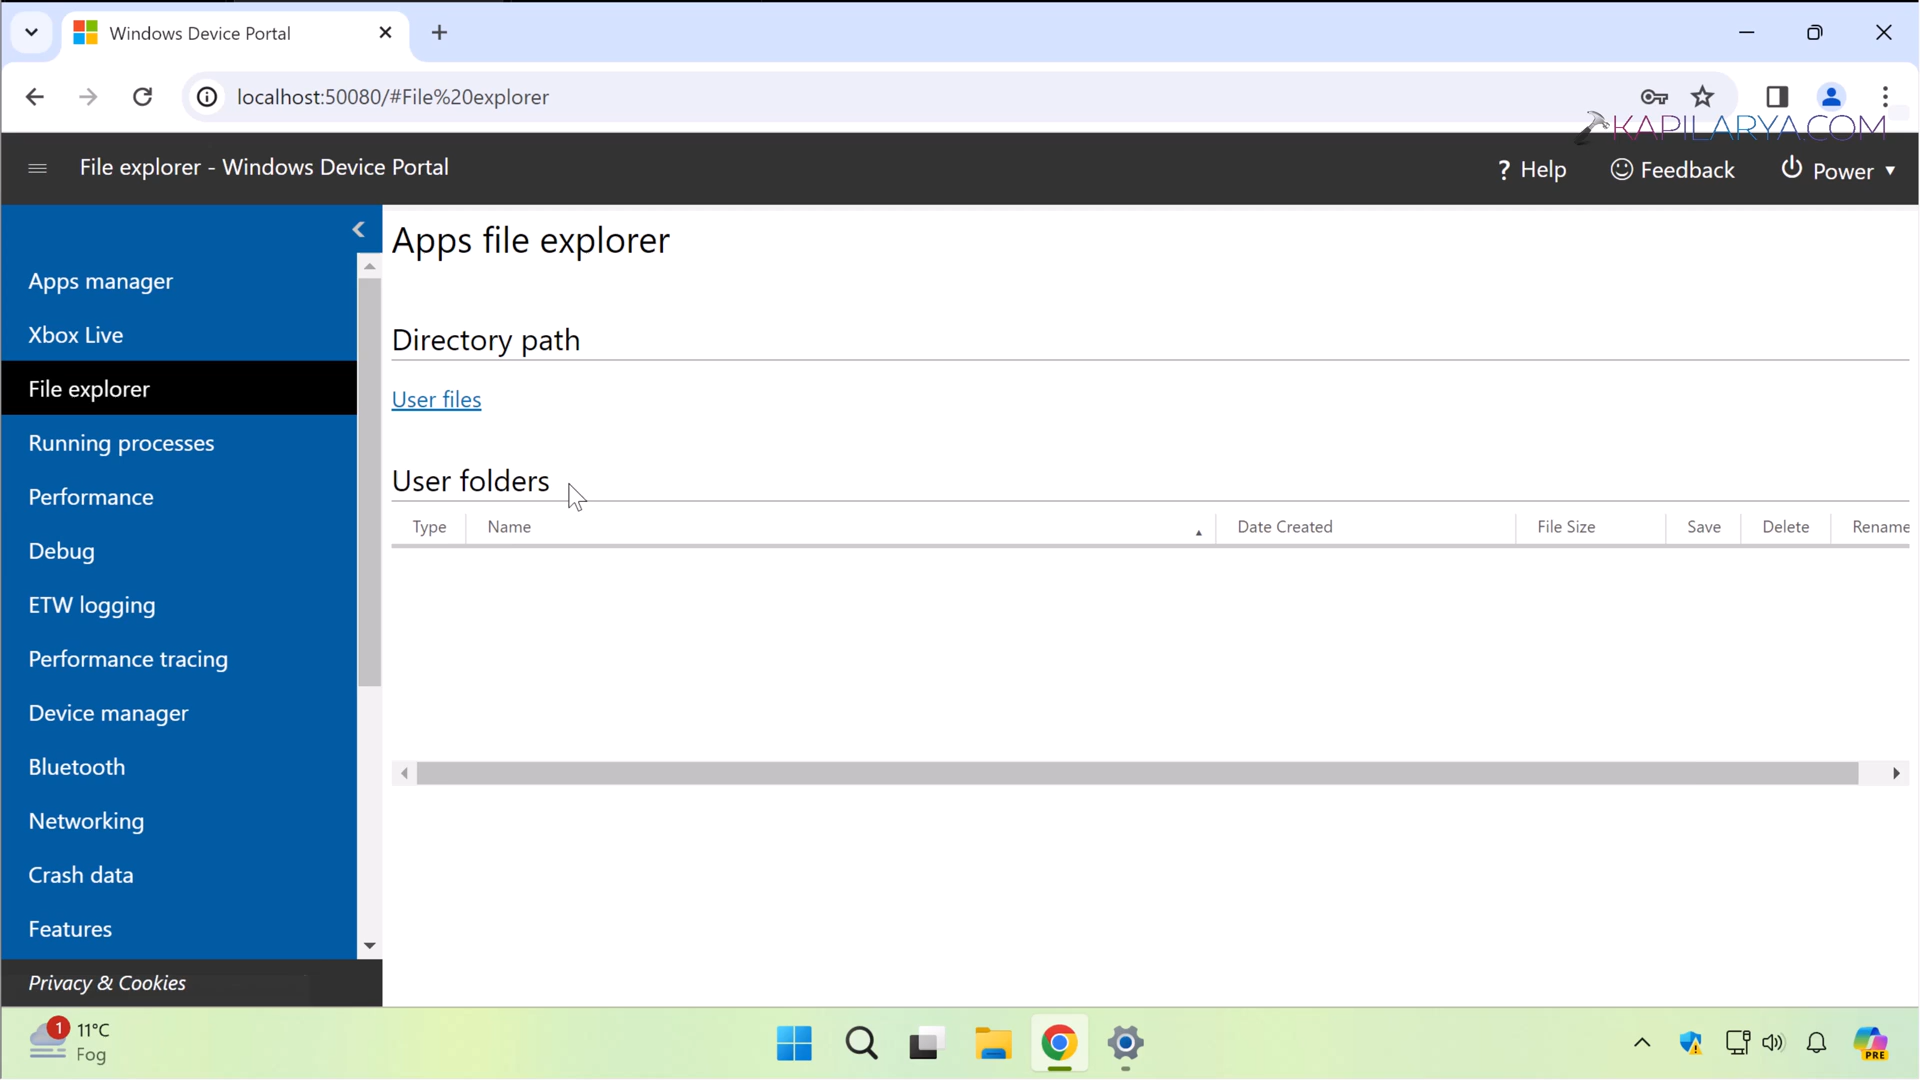 Windows Device Portal
localhost:50080/#File%20explorer
KAPILARYA.COM
File explorer - Windows Device Portal
? Help
Feedback
Power
Apps manager
Xbox Live
File explorer
Running processes
Performance
Debug
ETW logging
Performance tracing
Device manager
Bluetooth
Networking
Crash data
Features
Privacy & Cookies
Apps file explorer
Directory path
User files
User folders
Type Name Date Created File Size Save Delete Rename
1
11°C
Fog
PRE